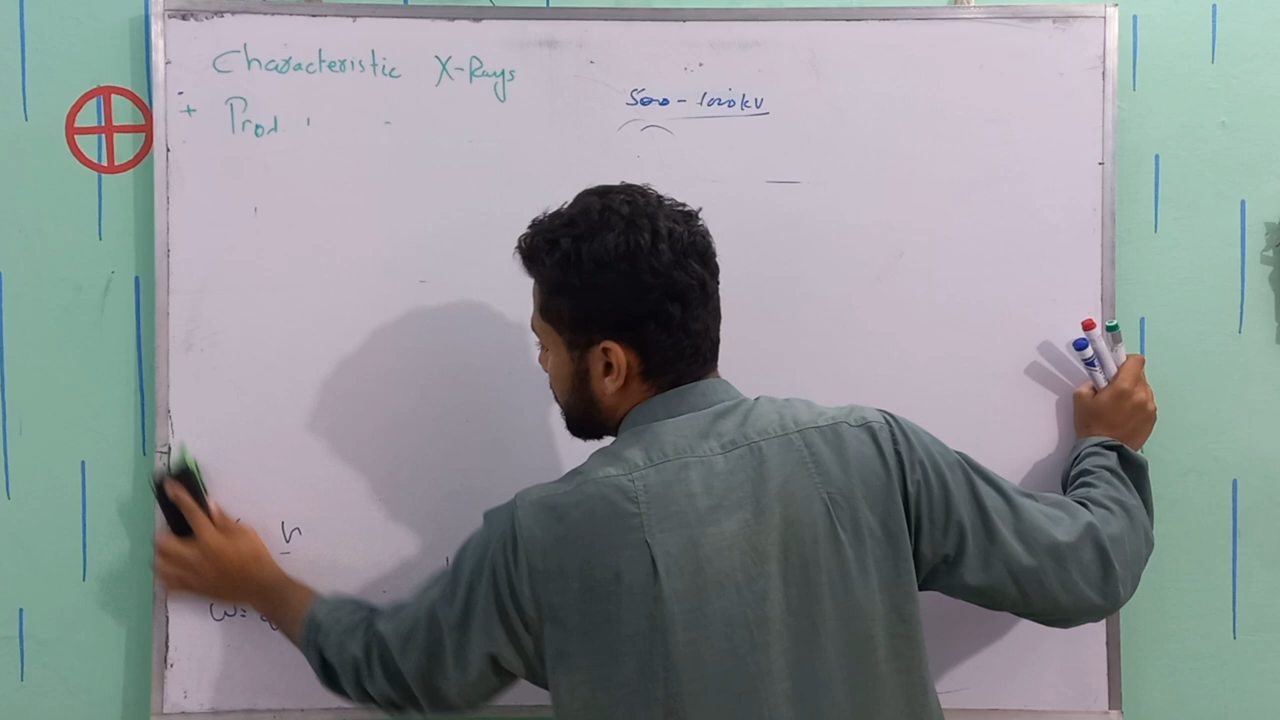 Characteristic X-Rays
+ Prod
500 - 1000 kV
V
W=